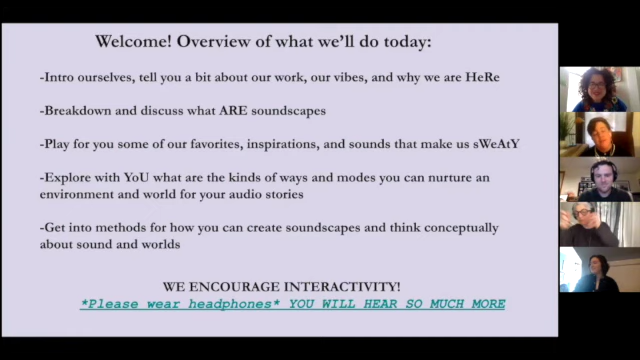 Welcome! Overview of what we'll do today:
-Intro ourselves, tell you a bit about our work, our vibes, and why we are HeRe
-Breakdown and discuss what ARE soundscapes
-Play for you some of our favorites, inspirations, and sounds that make us sWeAtY
-Explore with YoU what are the kinds of ways and modes you can nurture an
environment and world for your audio stories
-Get into methods for how you can create soundscapes and think conceptually
about sound and worlds
WE ENCOURAGE INTERACTIVITY!
*Please wear headphones* YOU WILL HEAR SO MUCH MORE